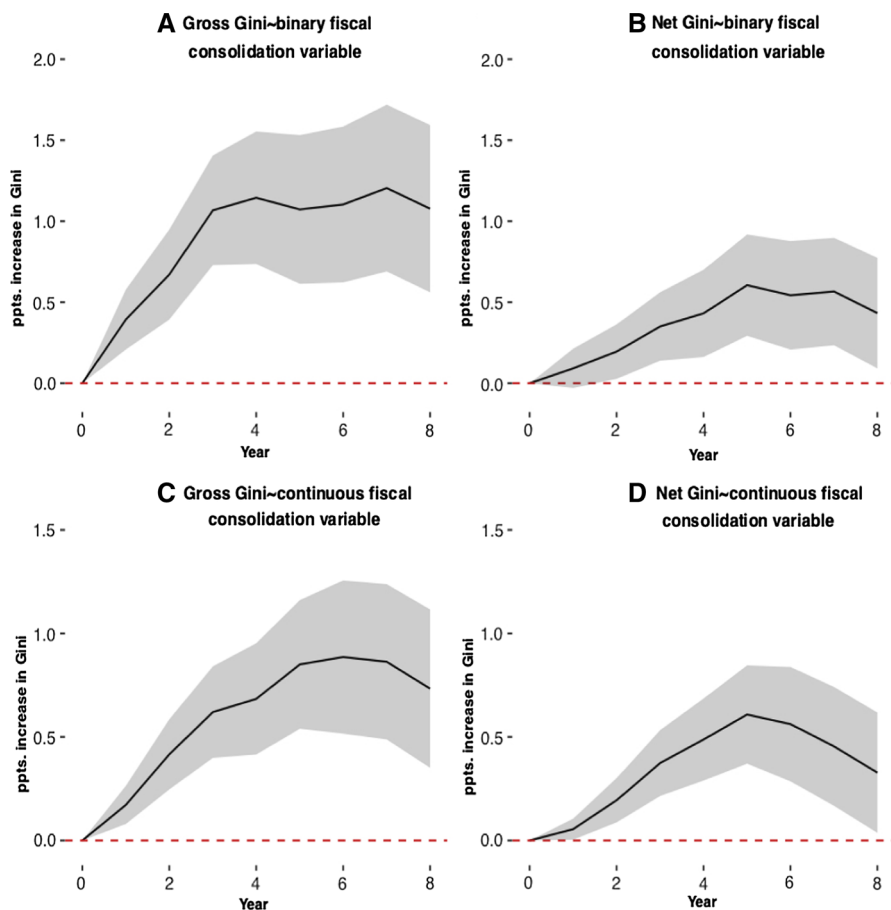 A Gross Gini~binary fiscal
consolidation variable
2.0
1.5
1.0
0.5
0.0
ppts. increase in Gini
0 2 4 6 8
Year
B Net Gini~binary fiscal
consolidation variable
2.0
1.5
1.0
0.5
0.0
ppts. increase in Gini
0 2 4 6 8
Year
C Gross Gini~continuous fiscal
consolidation variable
1.5
1.0
0.5
0.0
ppts. increase in Gini
0 2 4 6 8
Year
D Net Gini~continuous fiscal
consolidation variable
1.5
1.0
0.5
0.0
ppts. increase in Gini
0 2 4 6 8
Year